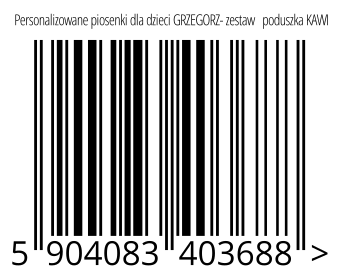 Personalizowane piosenki dla dzieci GRZEGORZ- zestaw poduszka KAWI
5 904083 403688 >